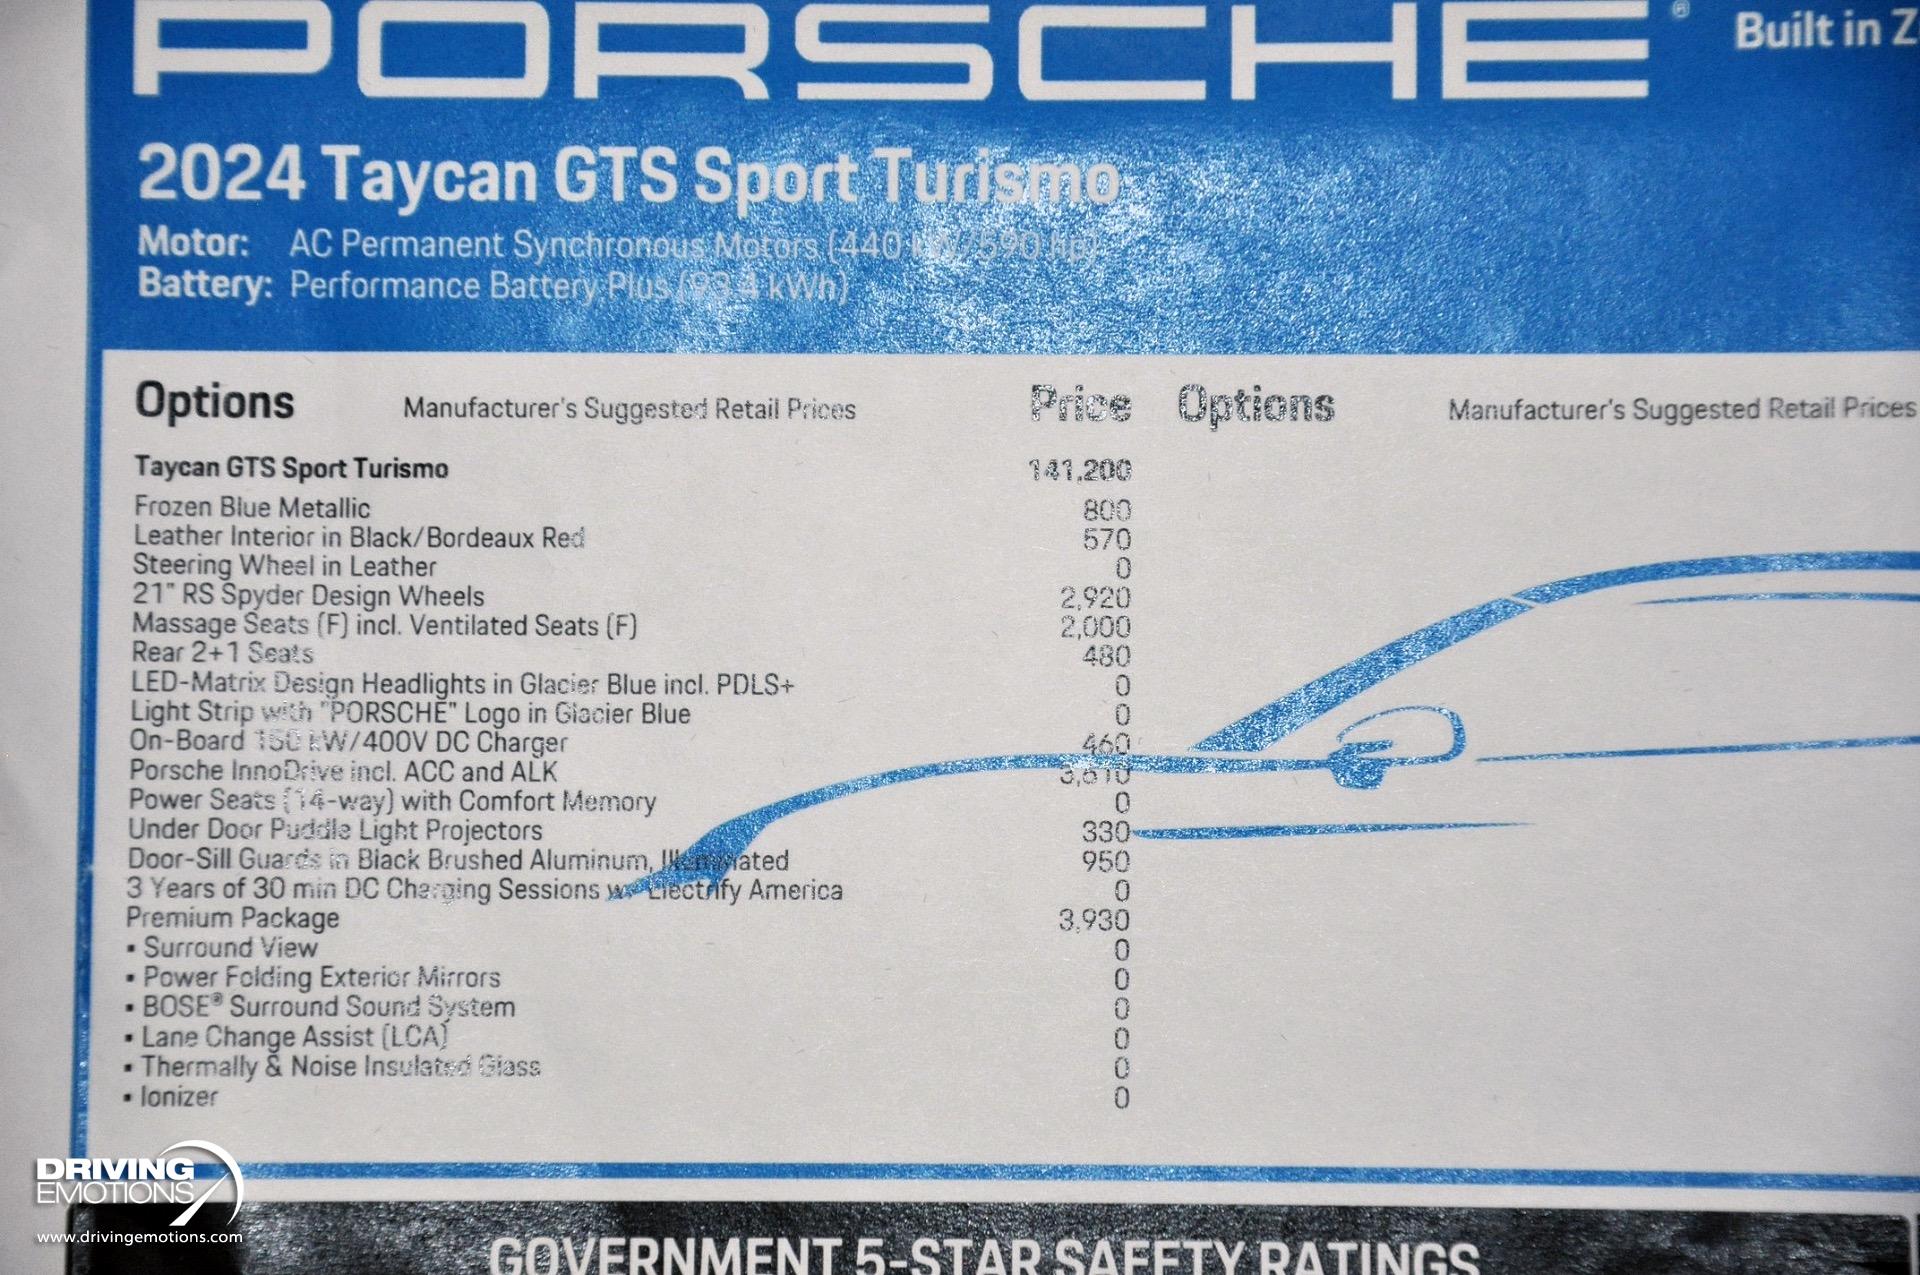 PORSCHE®
Built in Z
2024 Taycan GTS Sport Turismo
Motor: AC Permanent Synchronous Motors (440 kW/590 hp)
Battery: Performance Battery Plus (93.4 kWh)
Options Manufacturer's Suggested Retail Prices Price Options Manufacturer's Suggested Retail Prices
Taycan GTS Sport Turismo 141,200
Frozen Blue Metallic 800
Leather Interior in Black/Bordeaux Red 570
Steering Wheel in Leather 0
21" RS Spyder Design Wheels 2,920
Massage Seats (F) incl. Ventilated Seats (F) 2,000
Rear 2+1 Seats 480
LED-Matrix Design Headlights in Glacier Blue incl. PDLS+ 0
Light Strip with "PORSCHE" Logo in Glacier Blue 0
On-Board 150 kW/400V DC Charger 460
Porsche InnoDrive incl. ACC and ALK 3,610
Power Seats (14-way) with Comfort Memory 0
Under Door Puddle Light Projectors 330
Door-Sill Guards in Black Brushed Aluminum, Illuminated 950
3 Years of 30 min DC Charging Sessions w/ Electrify America 0
Premium Package 3,930
▪ Surround View 0
▪ Power Folding Exterior Mirrors 0
▪ BOSE® Surround Sound System 0
▪ Lane Change Assist (LCA) 0
▪ Thermally & Noise Insulated Glass 0
▪ Ionizer 0
DRIVING
EMOTIONS
www.drivingemotions.com
GOVERNMENT 5-STAR SAFETY RATINGS